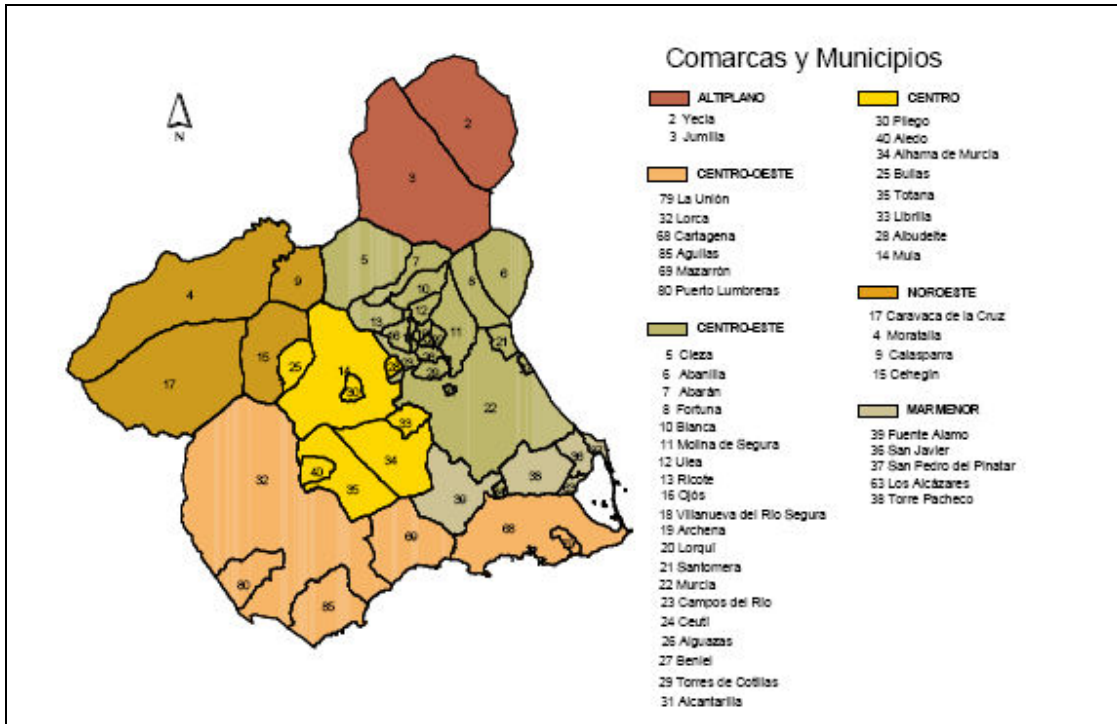 Comarcas y Municipios
ALTIPLANO
2 Yecla
3 Jumilla
CENTRO-OESTE
79 La Unión
32 Lorca
68 Cartagena
85 Aguilas
69 Mazarrón
80 Puerto Lumbreras
CENTRO-ESTE
5 Cieza
6 Abanilla
7 Abarán
8 Fortuna
10 Blanca
11 Molina de Segura
12 Ulea
13 Ricote
16 Ojós
18 Villanueva del Río Segura
19 Archena
20 Lorquí
21 Santomera
22 Murcia
23 Campos del Río
24 Ceutí
26 Alguazas
27 Beniel
29 Torres de Cotillas
31 Alcantarilla
CENTRO
30 Pliego
40 Aledo
34 Alhama de Murcia
25 Bullas
35 Totana
33 Librilla
28 Albudeite
14 Mula
NOROESTE
17 Caravaca de la Cruz
4 Moratalla
9 Calasparra
15 Cehegín
MAR MENOR
39 Fuente Alamo
36 San Javier
37 San Pedro del Pinatar
63 Los Alcázares
38 Torre Pacheco
N
2
3
5
7
6
8
9
10
4
12
13
11
21
15
25
14
30
17
22
33
34
40
35
32
36
38
39
68
69
80
85